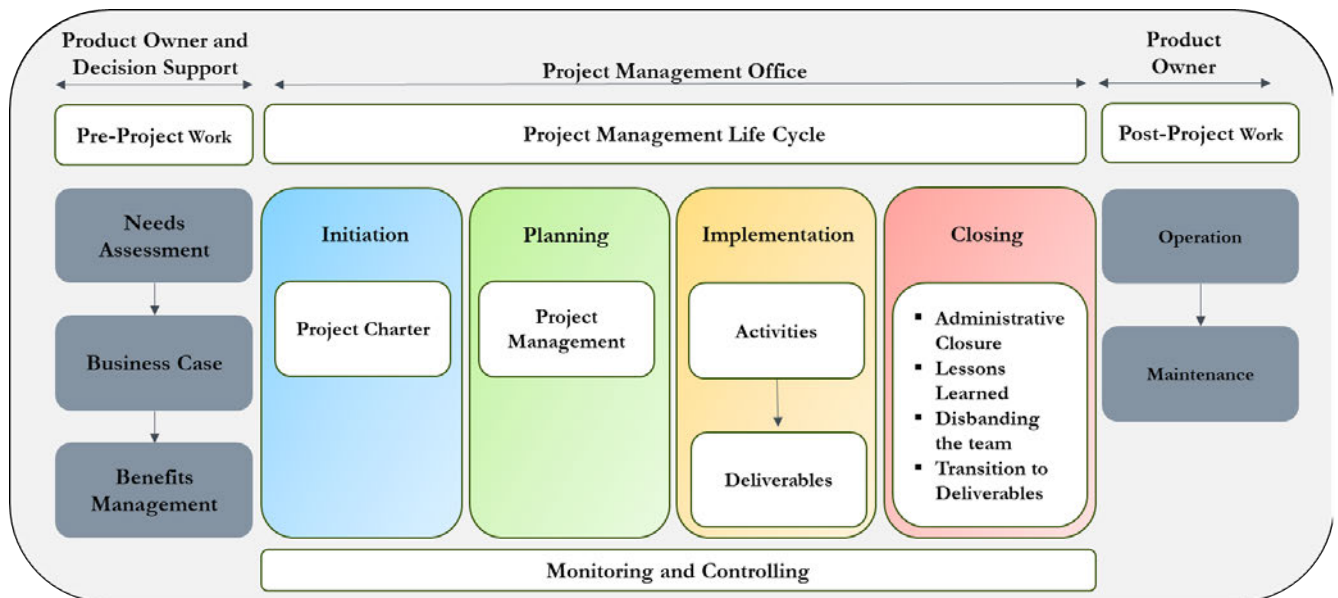 Product Owner and
Decision Support
Project Management Office
Product
Owner
Pre-Project Work
Project Management Life Cycle
Post-Project Work
Needs
Assessment
Business Case
Benefits
Management
Initiation
Project Charter
Planning
Project
Management
Implementation
Activities
Deliverables
Closing
▪ Administrative
Closure
▪ Lessons
Learned
▪ Disbanding
the team
▪ Transition to
Deliverables
Operation
Maintenance
Monitoring and Controlling